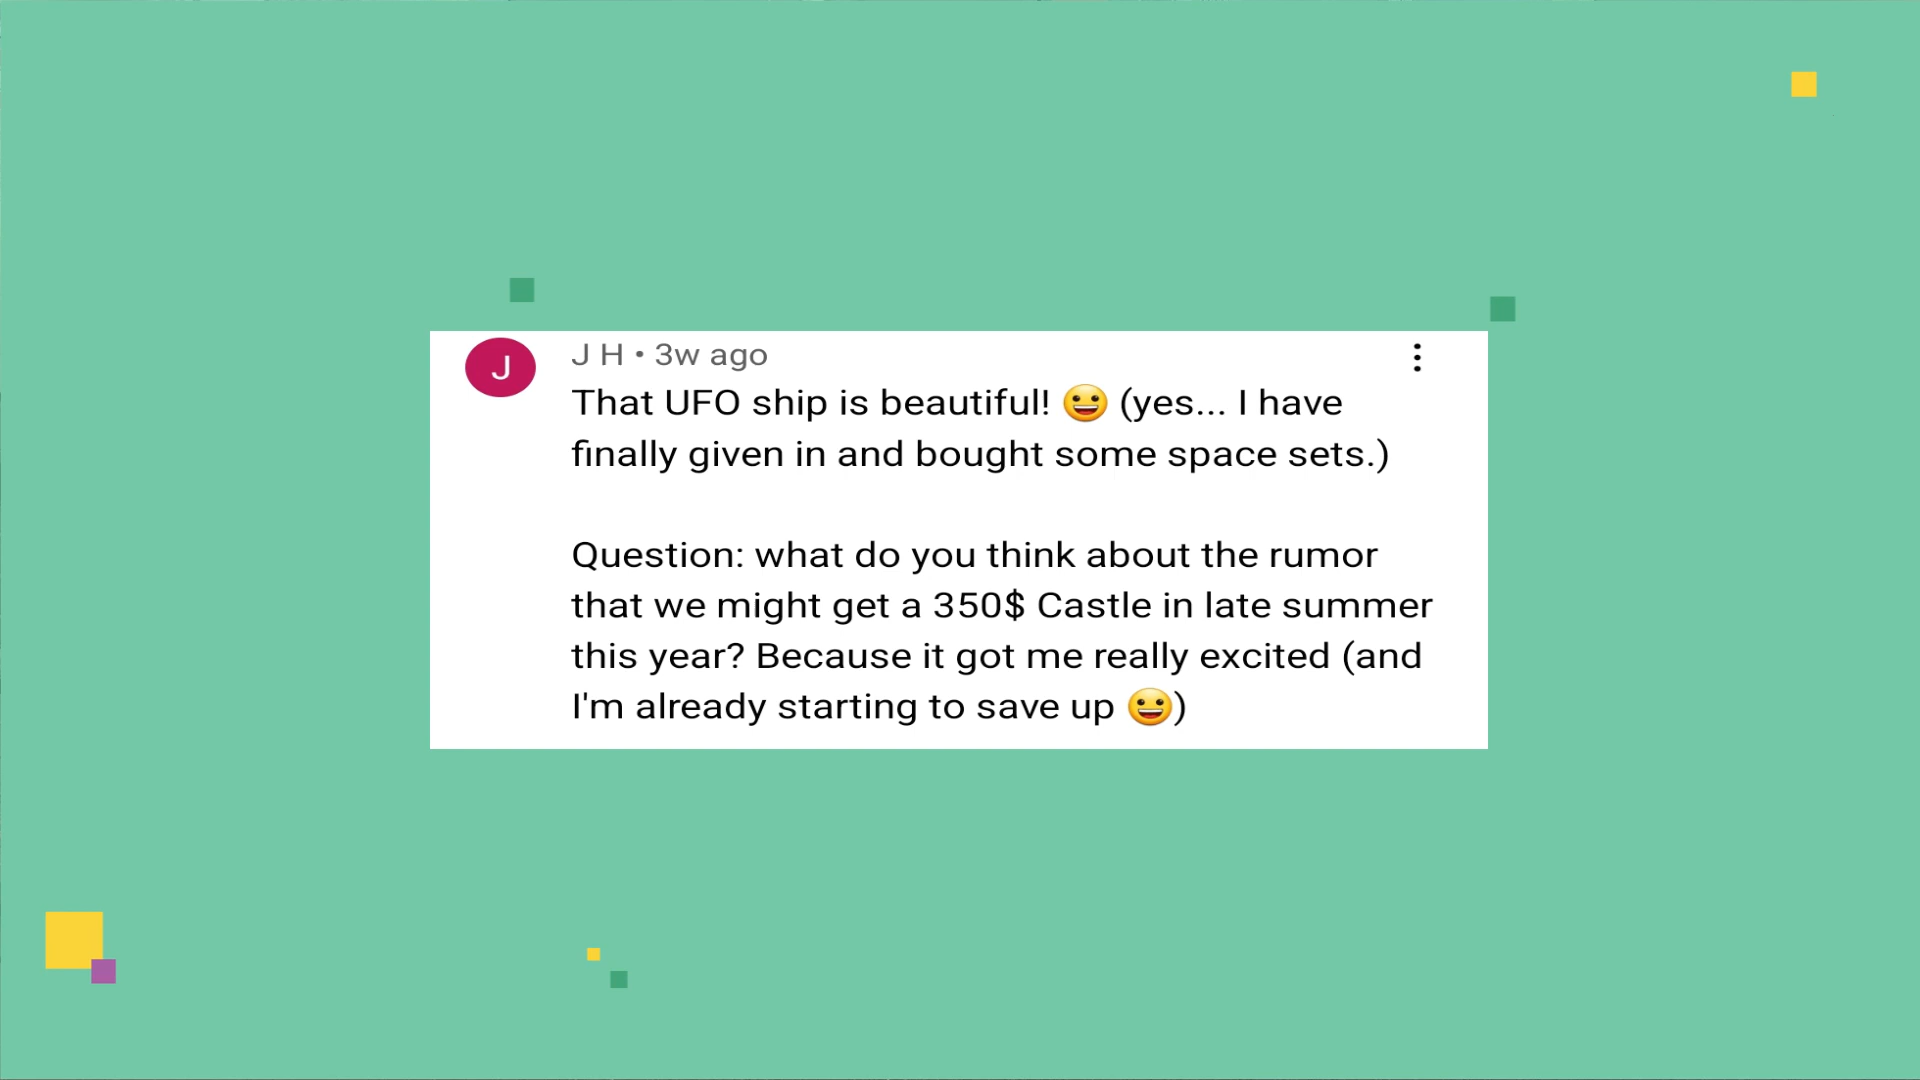 J
J H • 3w ago
That UFO ship is beautiful! 😀 (yes... I have
finally given in and bought some space sets.)
Question: what do you think about the rumor
that we might get a 350$ Castle in late summer
this year? Because it got me really excited (and
I'm already starting to save up 😀)